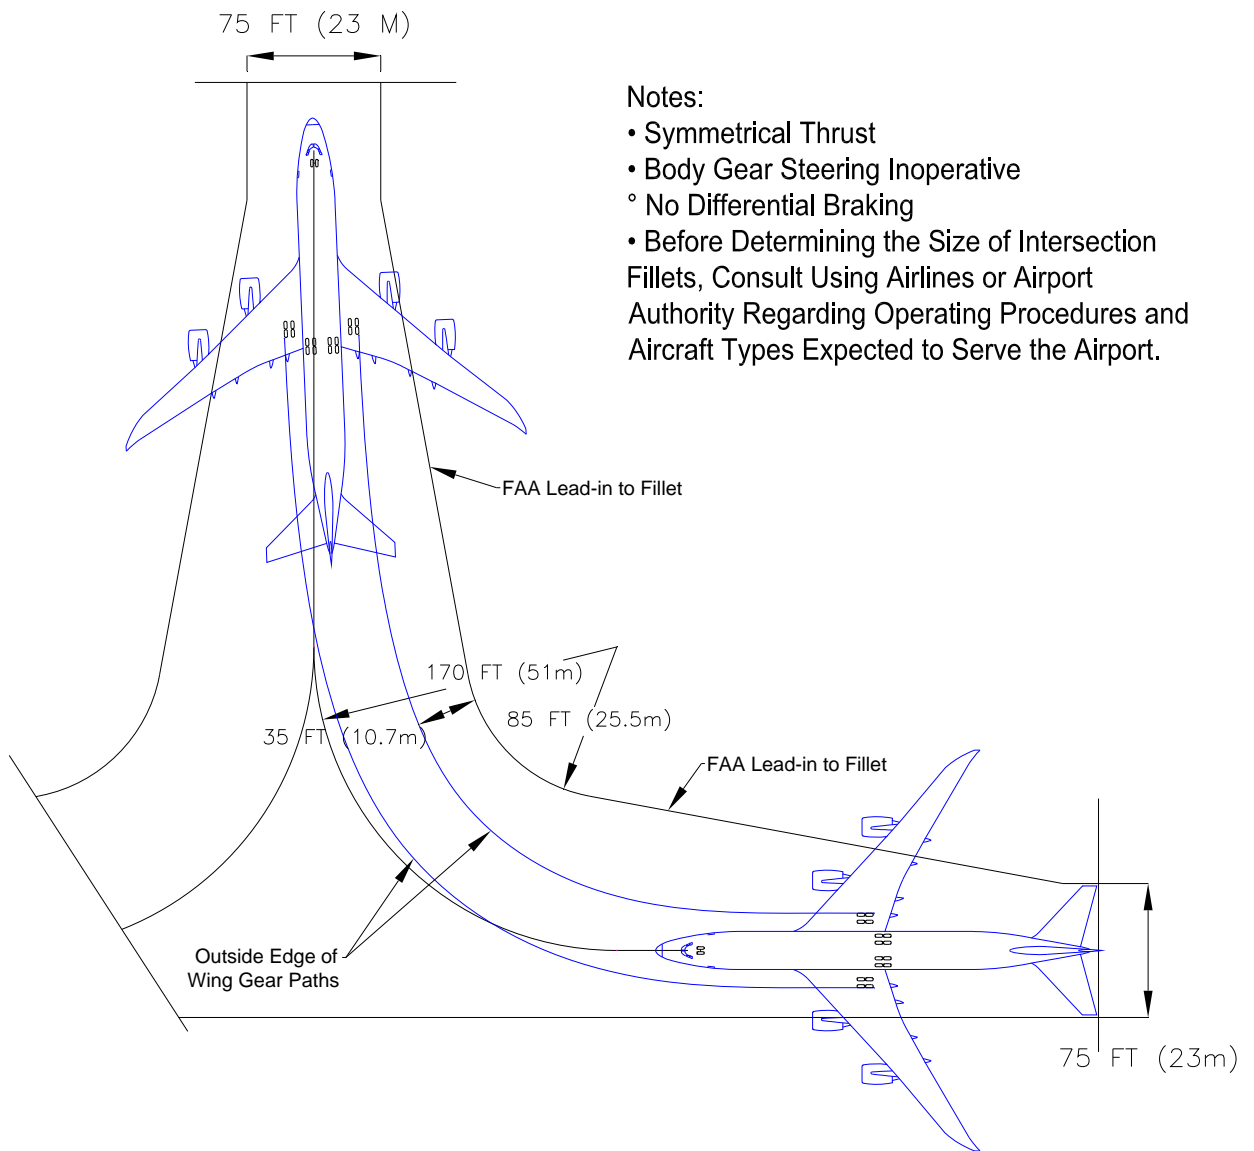 75 FT (23 M)
Notes:
• Symmetrical Thrust
• Body Gear Steering Inoperative
° No Differential Braking
• Before Determining the Size of Intersection
Fillets, Consult Using Airlines or Airport
Authority Regarding Operating Procedures and
Aircraft Types Expected to Serve the Airport.
FAA Lead-in to Fillet
170 FT (51m)
85 FT (25.5m)
35 FT (10.7m)
FAA Lead-in to Fillet
Outside Edge of
Wing Gear Paths
75 FT (23m)